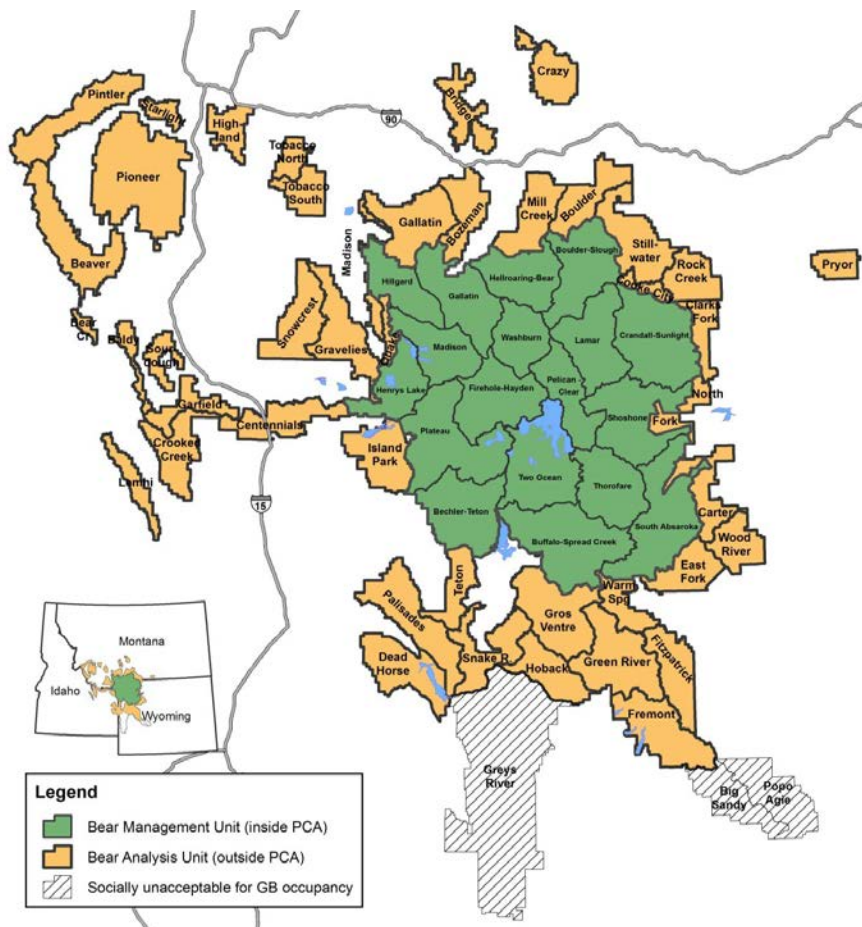 Crazy
Bridger
90
Pintler
Starlight
High-
land
Tobacco
North
Tobacco
South
Pioneer
Beaver
Madison
Gallatin
Bozeman
Mill
Creek
Boulder
Still-
water
Rock
Creek
Cooke City
Clarks
Fork
Pryor
Boulder-Slough
Hellroaring-Bear
Hillgard
Gallatin
Crandall-Sunlight
Lamar
Washburn
Madison
Snowcrest
Gravelies
Quake
Bear
Cr
Baldy
Sour
dough
Garfield
Centennials
Crooked
Creek
Lemhi
Henrys Lake
Firehole-Hayden
Pelican-
Clear
North
Fork
Shoshone
Plateau
Island
Park
Two Ocean
Thorofare
Bechler-Teton
South Absaroka
Buffalo-Spread Creek
Carter
Wood
River
East
Fork
Warm
Spg
15
Teton
Palisades
Dead
Horse
Snake R.
Gros
Ventre
Hoback
Green River
Fitzpatrick
Fremont
Greys
River
Big
Sandy
Popo
Agie
Montana
Idaho
Wyoming
Legend
Bear Management Unit (inside PCA)
Bear Analysis Unit (outside PCA)
Socially unacceptable for GB occupancy